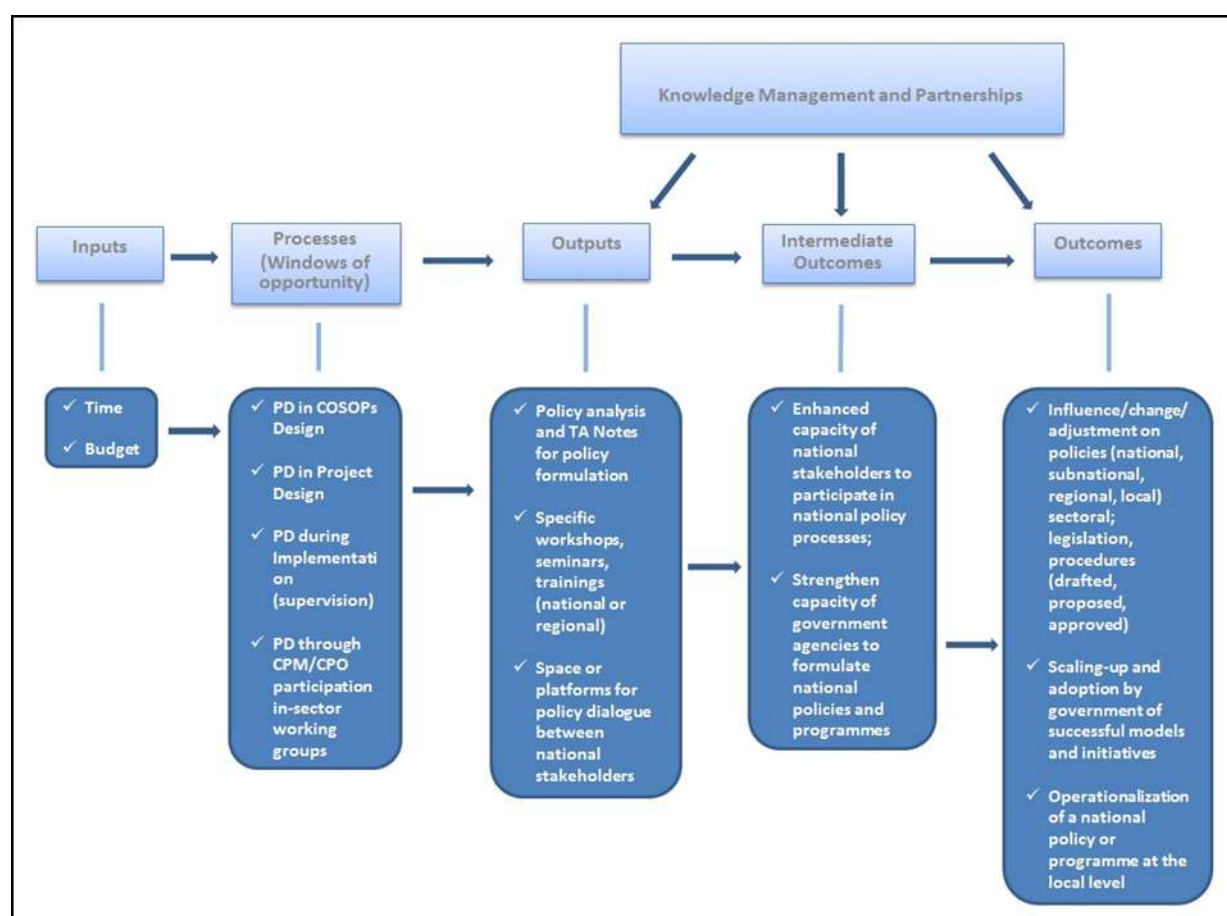 Knowledge Management and Partnerships
Inputs
Processes
(Windows of
opportunity)
Outputs
Intermediate
Outcomes
Outcomes
✓ Time
✓ Budget
✓ PD in COSOPs
Design
✓ PD in Project
Design
✓ PD during
Implementati
on
(supervision)
✓ PD through
CPM/CPO
participation
in-sector
working
groups
✓ Policy analysis
and TA Notes
for policy
formulation
✓ Specific
workshops,
seminars,
trainings
(national or
regional)
✓ Space or
platforms for
policy dialogue
between
national
stakeholders
✓ Enhanced
capacity of
national
stakeholders to
participate in
national policy
processes;
✓ Strengthen
capacity of
government
agencies to
formulate
national
policies and
programmes
✓ Influence/change/
adjustment on
policies (national,
subnational,
regional, local)
sectoral;
legislation,
procedures
(drafted,
proposed,
approved)
✓ Scaling-up and
adoption by
government of
successful models
and initiatives
✓ Operationalization
of a national
policy or
programme at the
local level